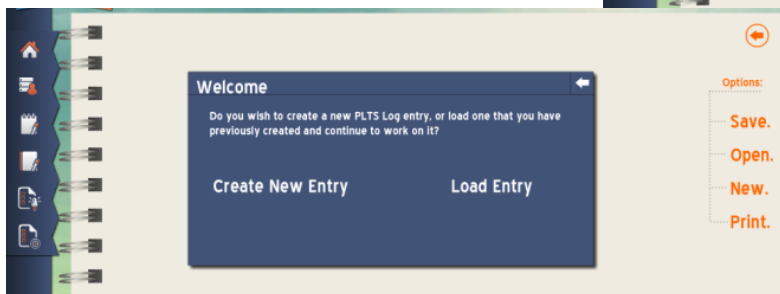 Welcome
Do you wish to create a new PLTS Log entry, or load one that you have
previously created and continue to work on it?
Create New Entry
Load Entry
Options:
Save.
Open.
New.
Print.